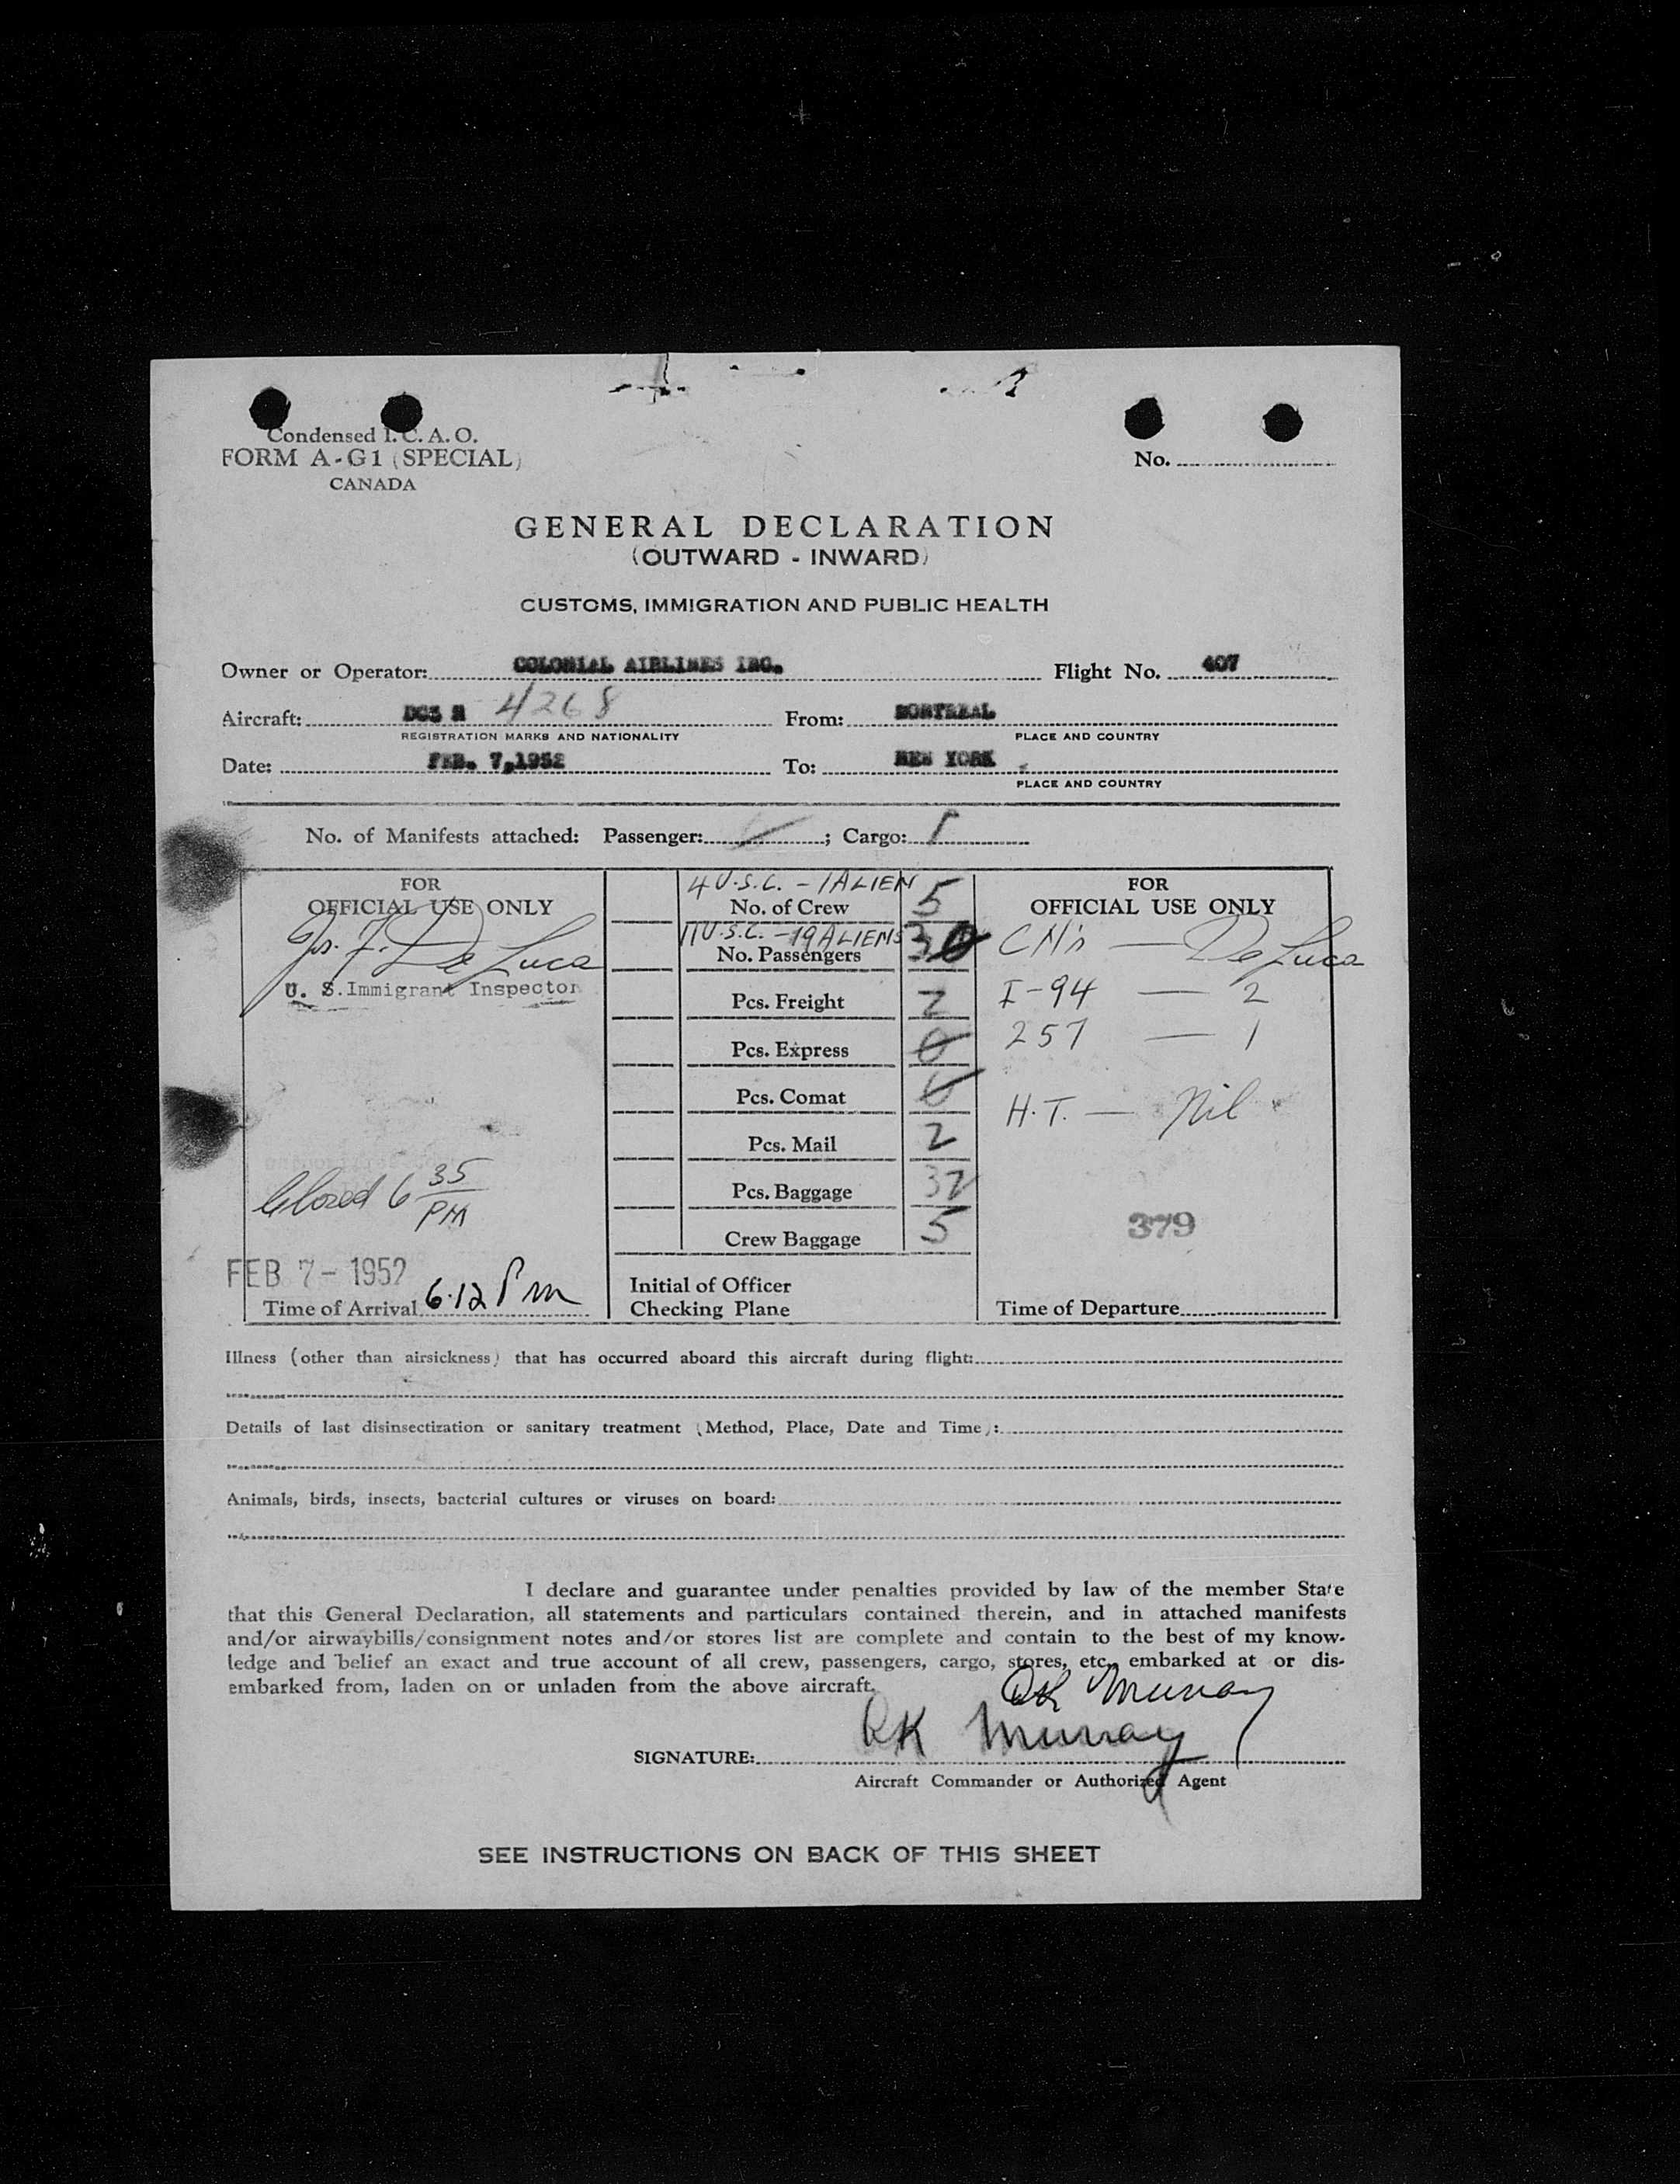 Condensed I. C. A. O.
FORM A-G1 (SPECIAL)
CANADA
No.
GENERAL DECLARATION
(OUTWARD - INWARD)
CUSTOMS, IMMIGRATION AND PUBLIC HEALTH
Owner or Operator: COLONIAL AIRLINES INC. Flight No. 407
Aircraft: DC3 N 4268 From: MONTREAL
REGISTRATION MARKS AND NATIONALITY PLACE AND COUNTRY
Date: FEB. 7,1952 To: NEW YORK
PLACE AND COUNTRY
No. of Manifests attached: Passenger: ; Cargo:
FOR
OFFICIAL USE ONLY
De Luca
U. S. Immigrant Inspector
Closed 6 35
PM
FEB 7 - 1952
Time of Arrival 6.12 Pm
4 U.S.C. - 1 ALIEN
No. of Crew 5
11 U.S.C. - 19 ALIENS
No. Passengers 30
Pcs. Freight 2
Pcs. Express 0
Pcs. Comat 0
Pcs. Mail 2
Pcs. Baggage 37
Crew Baggage 5
Initial of Officer
Checking Plane
FOR
OFFICIAL USE ONLY
— De Luca
I-94 — 2
257 — 1
H.T. — Nil
379
Time of Departure
Illness (other than airsickness) that has occurred aboard this aircraft during flight:
Details of last disinsectization or sanitary treatment (Method, Place, Date and Time):
Animals, birds, insects, bacterial cultures or viruses on board:
I declare and guarantee under penalties provided by law of the member State
that this General Declaration, all statements and particulars contained therein, and in attached manifests
and/or airwaybills/consignment notes and/or stores list are complete and contain to the best of my know-
ledge and belief an exact and true account of all crew, passengers, cargo, stores, etc., embarked at or dis-
embarked from, laden on or unladen from the above aircraft.
Murray
SIGNATURE: RK Murray
Aircraft Commander or Authorized Agent
SEE INSTRUCTIONS ON BACK OF THIS SHEET